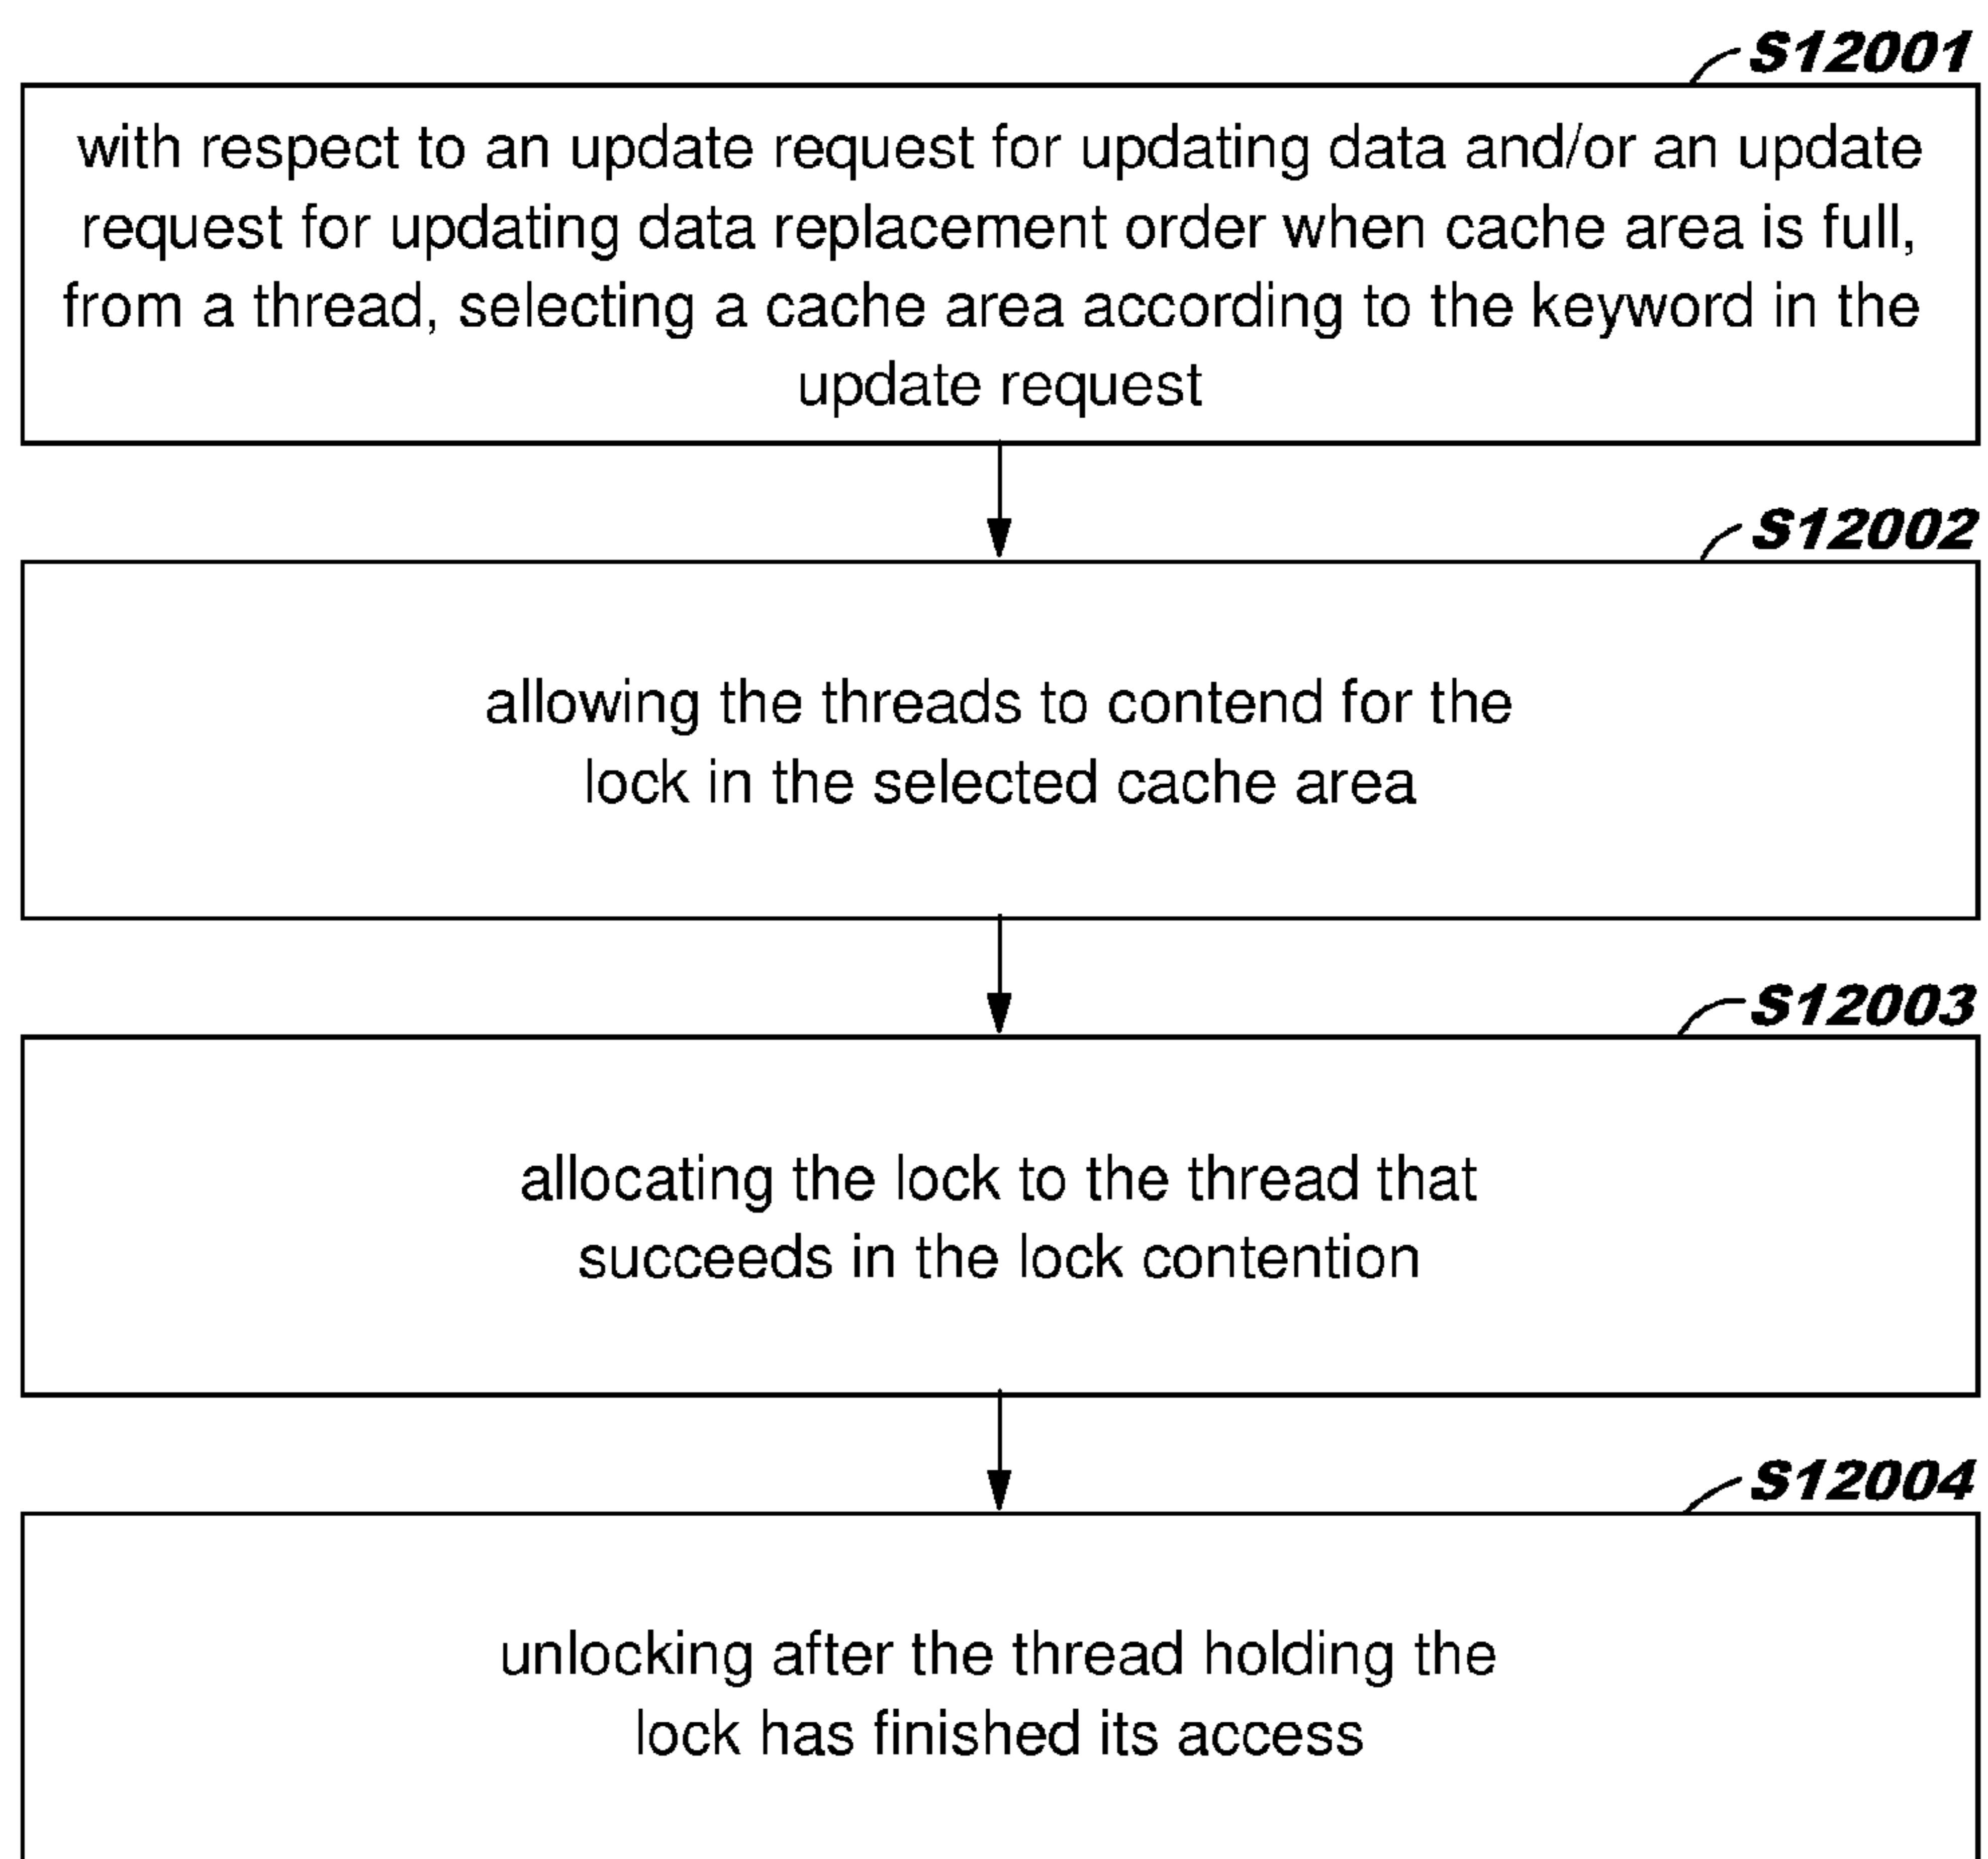 S12001
with respect to an update request for updating data and/or an update
request for updating data replacement order when cache area is full,
from a thread, selecting a cache area according to the keyword in the
update request
S12002
allowing the threads to contend for the
lock in the selected cache area
S12003
allocating the lock to the thread that
succeeds in the lock contention
S12004
unlocking after the thread holding the
lock has finished its access